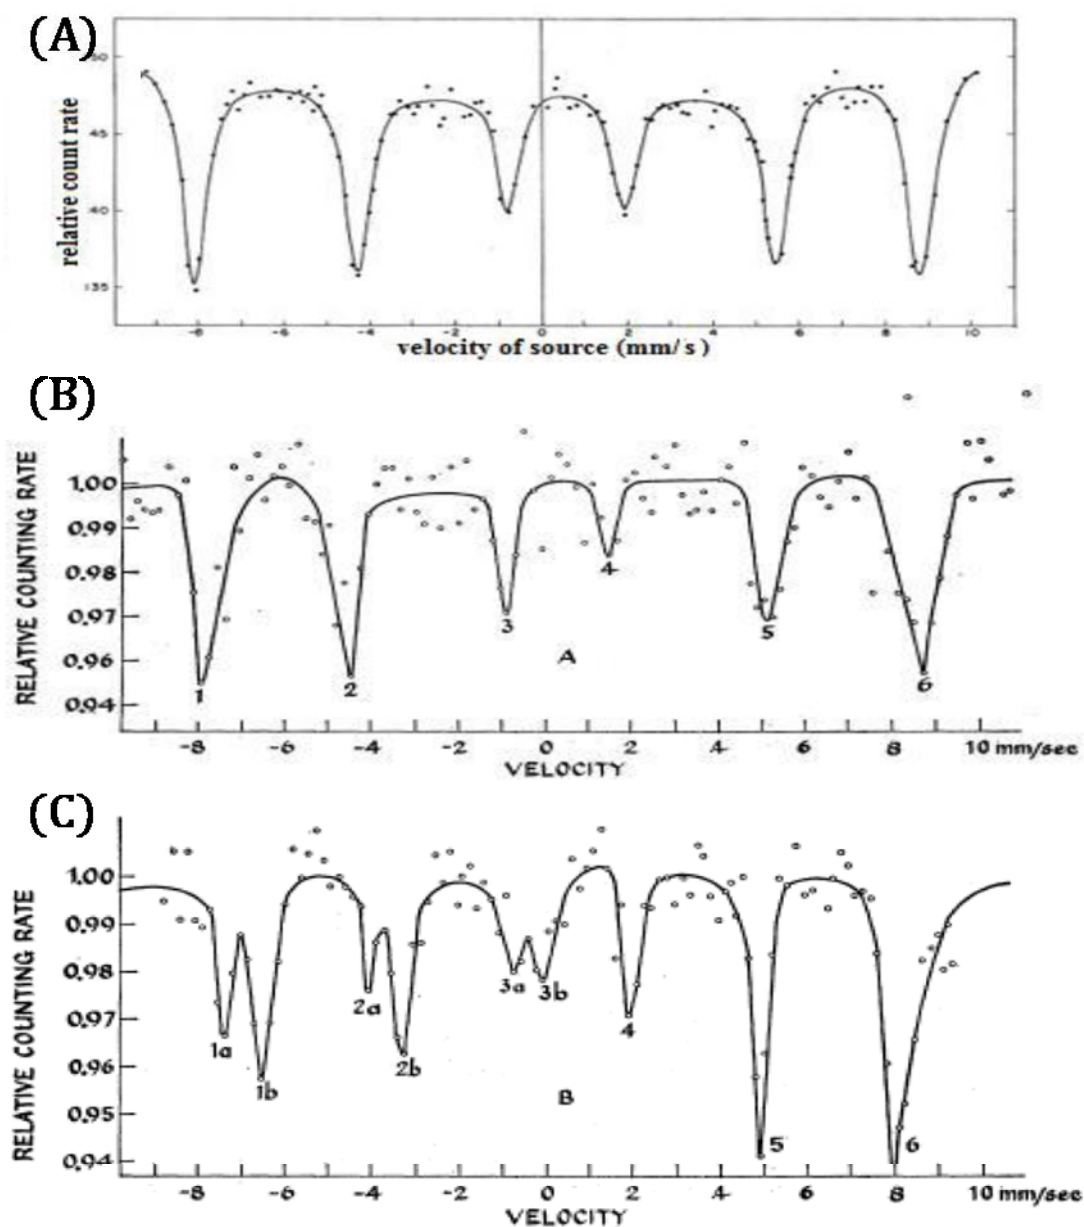 (A)
50
45
40
35
relative count rate
-8 -6 -4 -2 0 2 4 6 8 10
velocity of source (mm/s)
(B)
RELATIVE COUNTING RATE
1.00
0.99
0.98
0.97
0.96
0.94
1 2 3 4 5 6
A
-8 -6 -4 -2 0 2 4 6 8 10 mm/sec
VELOCITY
(C)
RELATIVE COUNTING RATE
1.00
0.99
0.98
0.97
0.96
0.95
0.94
1a 1b 2a 2b 3a 3b 4 5 6
B
-8 -6 -4 -2 0 2 4 6 8 10 mm/sec
VELOCITY